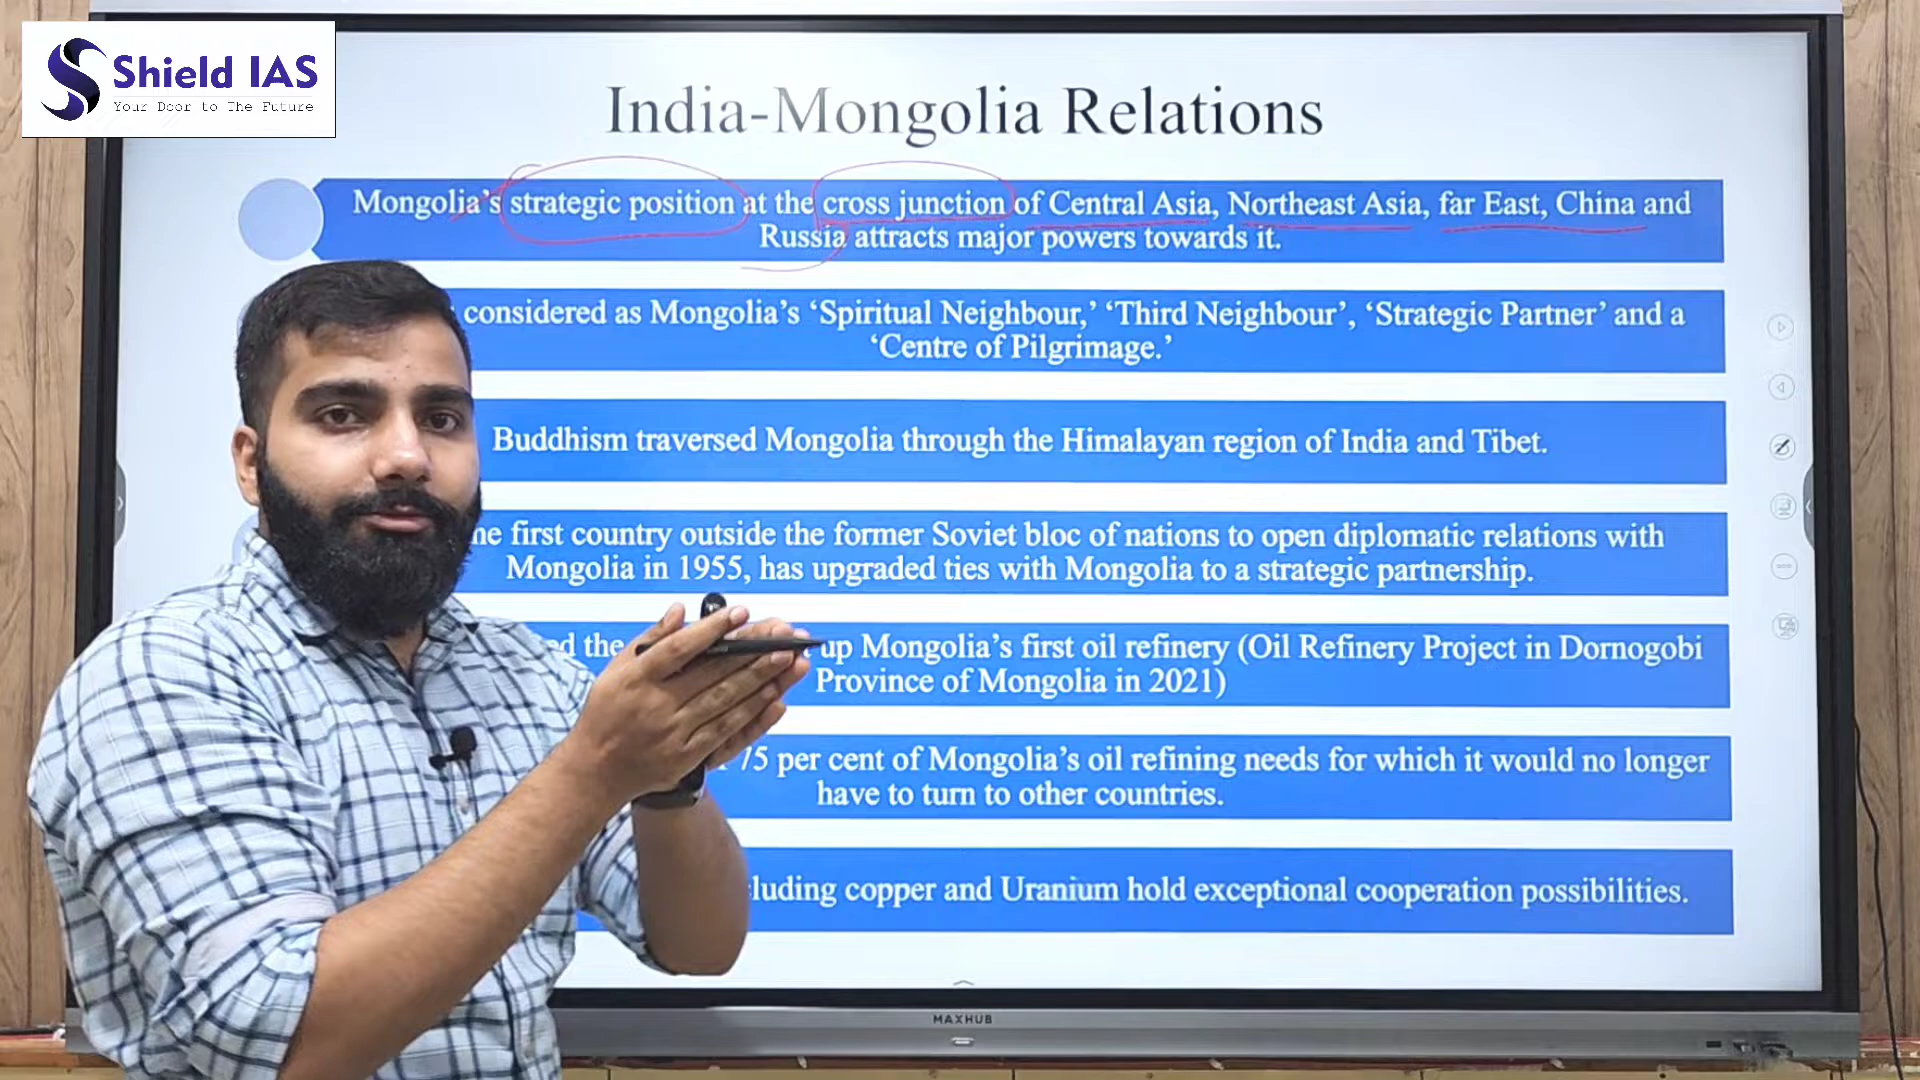 Shield IAS
Your Door to The Future
India-Mongolia Relations
Mongolia's strategic position at the cross junction of Central Asia, Northeast Asia, far East, China and
Russia attracts major powers towards it.
considered as Mongolia's ‘Spiritual Neighbour,’ ‘Third Neighbour’, ‘Strategic Partner’ and a
‘Centre of Pilgrimage.’
Buddhism traversed Mongolia through the Himalayan region of India and Tibet.
first country outside the former Soviet bloc of nations to open diplomatic relations with
Mongolia in 1955, has upgraded ties with Mongolia to a strategic partnership.
the up Mongolia's first oil refinery (Oil Refinery Project in Dornogobi
Province of Mongolia in 2021)
75 per cent of Mongolia's oil refining needs for which it would no longer
have to turn to other countries.
copper and Uranium hold exceptional cooperation possibilities.
MAXHUB